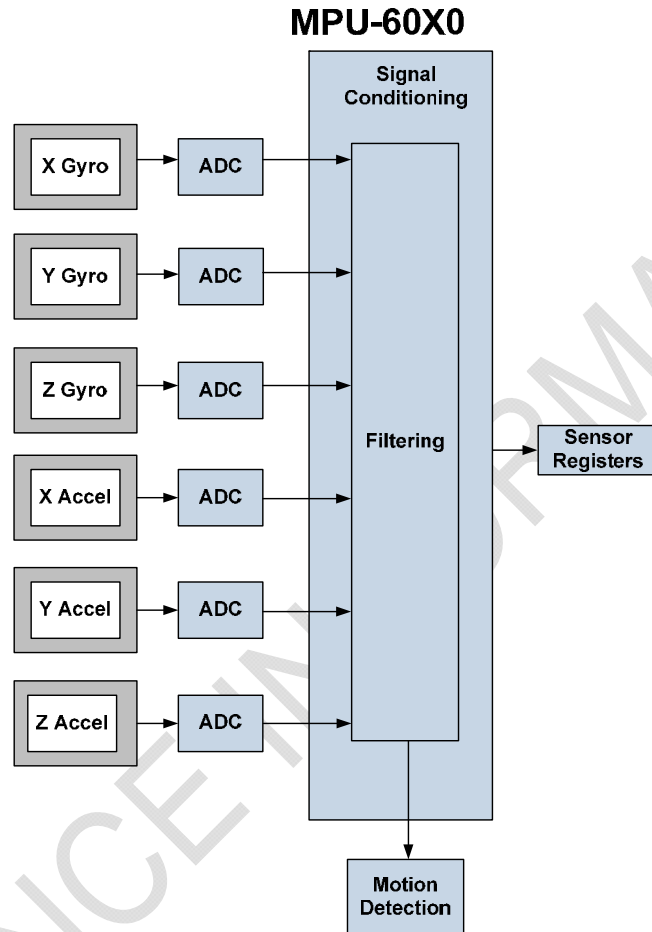 MPU-60X0
Signal
Conditioning
X Gyro
ADC
Y Gyro
ADC
Z Gyro
ADC
Filtering
Sensor
Registers
X Accel
ADC
Y Accel
ADC
Z Accel
ADC
Motion
Detection